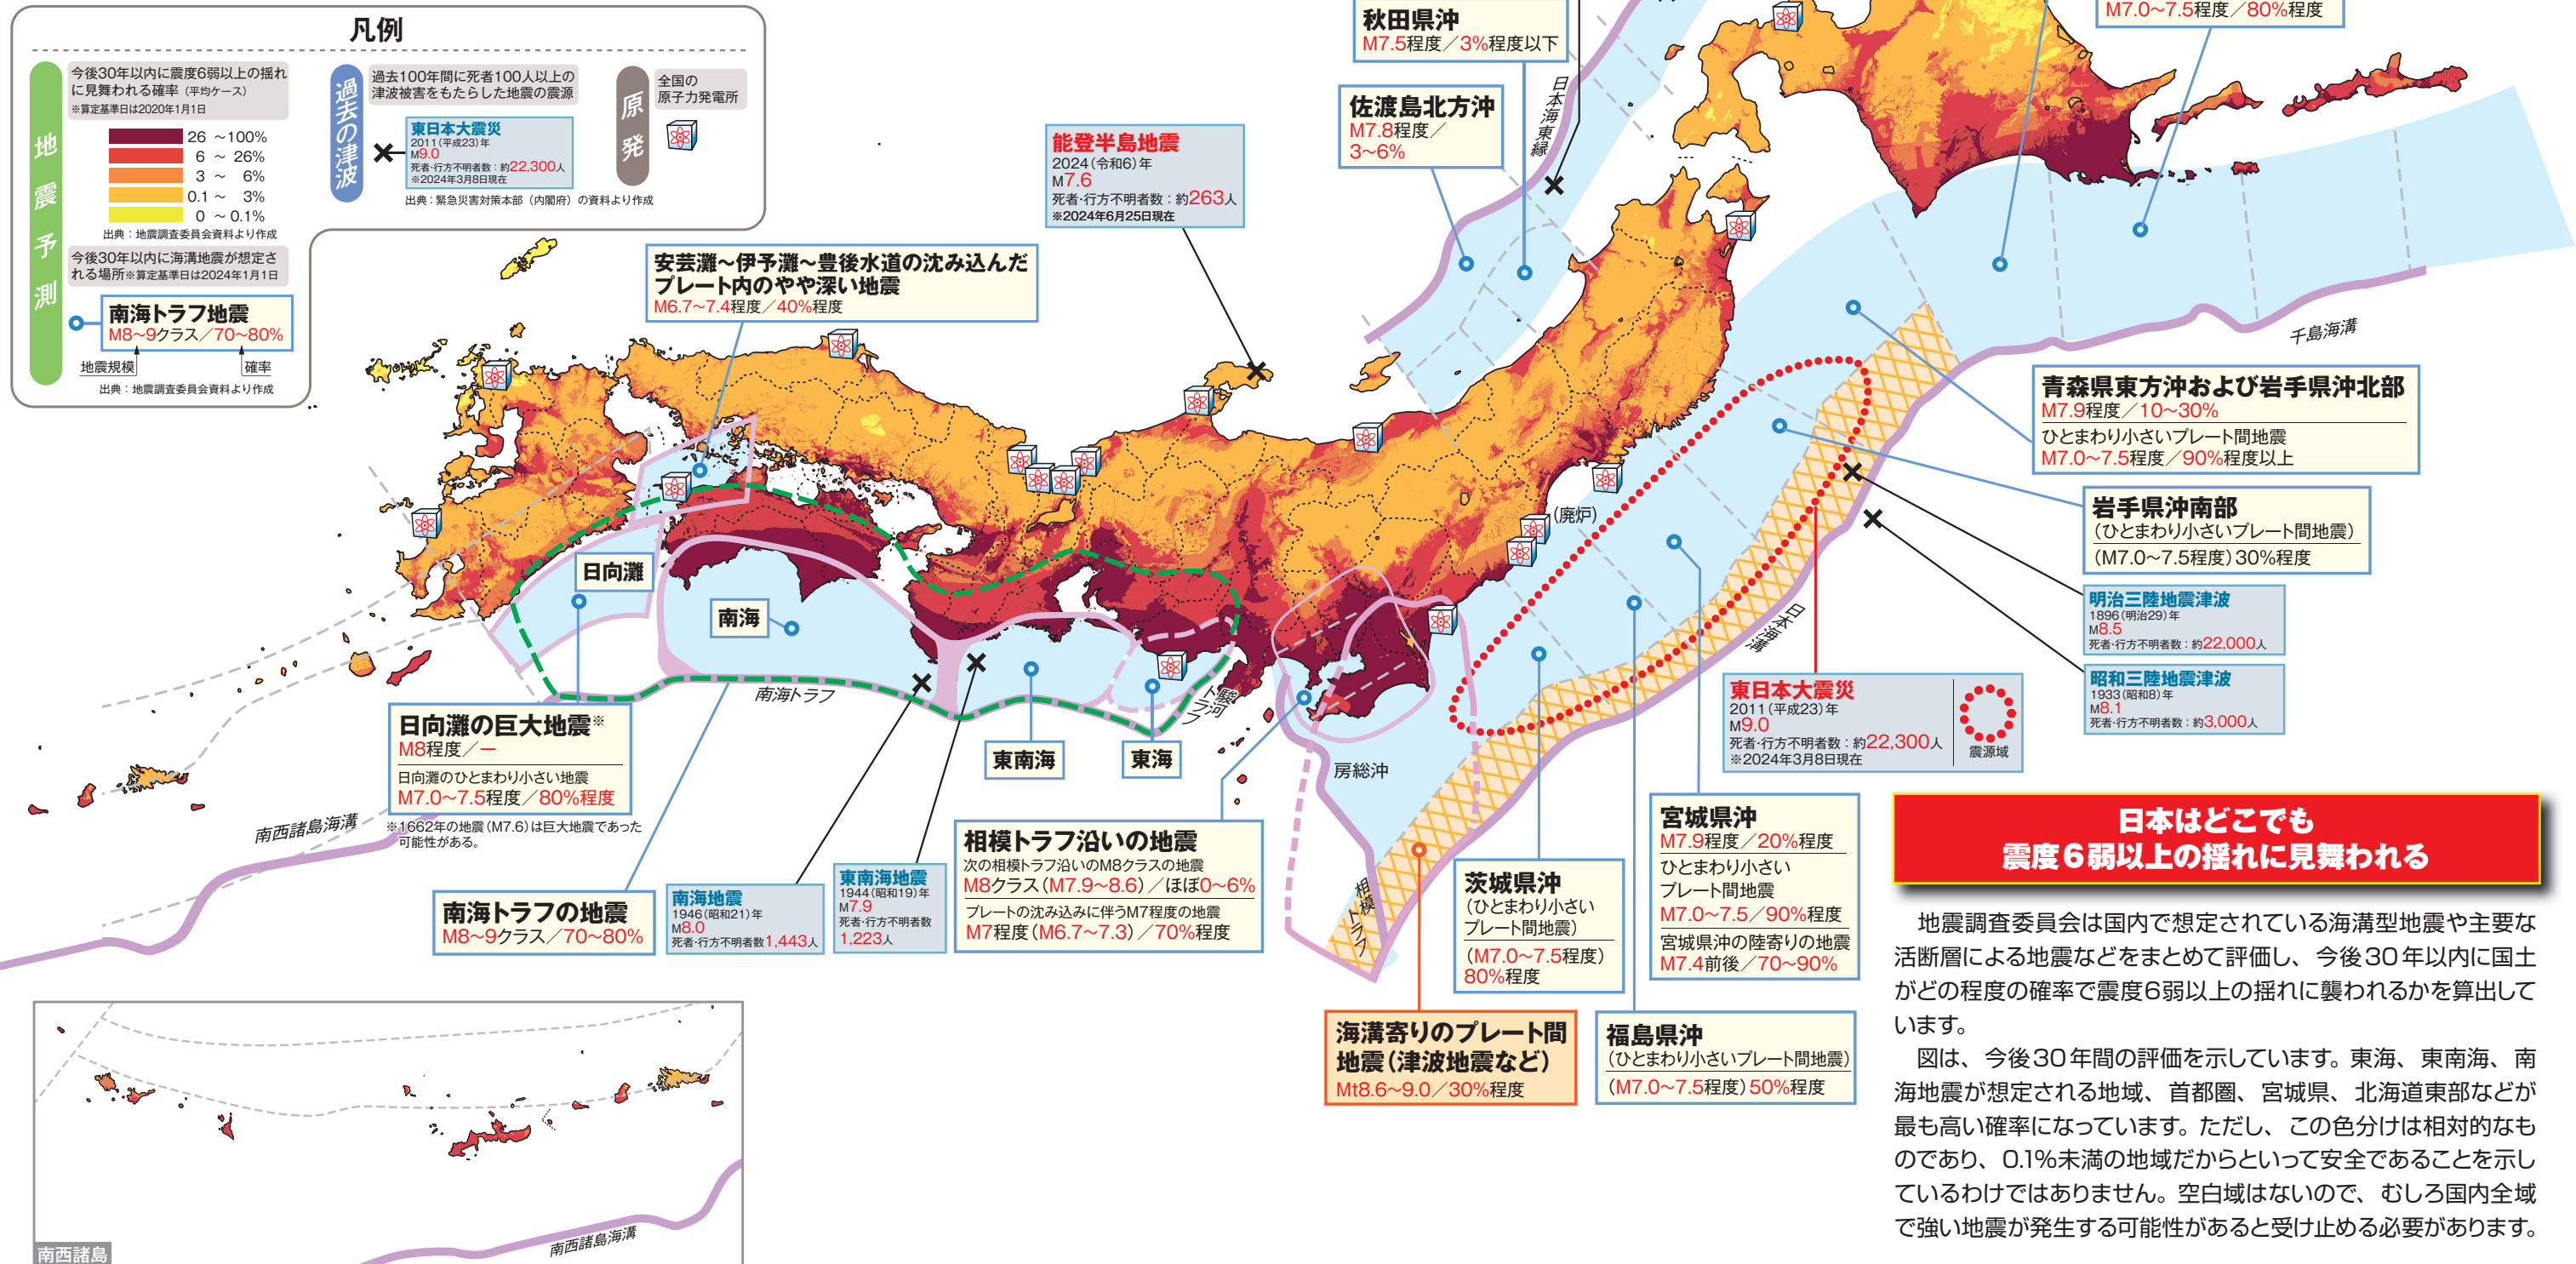 凡例
地震予測
今後30年以内に震度6弱以上の揺れ
に見舞われる確率（平均ケース）
※算定基準日は2020年1月1日
26 ～100%
6 ～ 26%
3 ～ 6%
0.1 ～ 3%
0 ～ 0.1%
出典：地震調査委員会資料より作成
今後30年以内に海溝地震が想定さ
れる場所※算定基準日は2024年1月1日
南海トラフ地震
M8～9クラス／70～80%
地震規模
確率
出典：地震調査委員会資料より作成
過去の津波
過去100年間に死者100人以上の
津波被害をもたらした地震の震源
東日本大震災
2011（平成23）年
M9.0
死者・行方不明者数：約22,300人
※2024年3月8日現在
出典：緊急災害対策本部（内閣府）の資料より作成
原発
全国の
原子力発電所
秋田県沖
M7.5程度／3%程度以下
佐渡島北方沖
M7.8程度／
3～6%
日本海東縁
M7.0～7.5程度／80%程度
能登半島地震
2024（令和6）年
M7.6
死者・行方不明者数：約263人
※2024年6月25日現在
安芸灘～伊予灘～豊後水道の沈み込んだ
プレート内のやや深い地震
M6.7～7.4程度／40%程度
千島海溝
青森県東方沖および岩手県沖北部
M7.9程度／10～30%
ひとまわり小さいプレート間地震
M7.0～7.5程度／90%程度以上
岩手県沖南部
（ひとまわり小さいプレート間地震）
（M7.0～7.5程度）30%程度
明治三陸地震津波
1896（明治29）年
M8.5
死者・行方不明者数：約22,000人
昭和三陸地震津波
1933（昭和8）年
M8.1
死者・行方不明者数：約3,000人
（廃炉）
日本海溝
東日本大震災
2011（平成23）年
M9.0
死者・行方不明者数：約22,300人
※2024年3月8日現在
震源域
日向灘
南海
南海トラフ
駿河トラフ
東南海
東海
房総沖
相模トラフ
日向灘の巨大地震※
M8程度／ー
日向灘のひとまわり小さい地震
M7.0～7.5程度／80%程度
※1662年の地震（M7.6）は巨大地震であった
可能性がある。
南西諸島海溝
南海トラフの地震
M8～9クラス／70～80%
南海地震
1946（昭和21）年
M8.0
死者・行方不明者数1,443人
東南海地震
1944（昭和19）年
M7.9
死者・行方不明者数
1,223人
相模トラフ沿いの地震
次の相模トラフ沿いのM8クラスの地震
M8クラス（M7.9～8.6）／ほぼ0～6%
プレートの沈み込みに伴うM7程度の地震
M7程度（M6.7～7.3）／70%程度
茨城県沖
（ひとまわり小さい
プレート間地震）
（M7.0～7.5程度）
80%程度
宮城県沖
M7.9程度／20%程度
ひとまわり小さい
プレート間地震
M7.0～7.5／90%程度
宮城県沖の陸寄りの地震
M7.4前後／70～90%
海溝寄りのプレート間
地震（津波地震など）
Mt8.6～9.0／30%程度
福島県沖
（ひとまわり小さいプレート間地震）
（M7.0～7.5程度）50%程度
日本はどこでも
震度6弱以上の揺れに見舞われる
　地震調査委員会は国内で想定されている海溝型地震や主要な
活断層による地震などをまとめて評価し、今後30年以内に国土
がどの程度の確率で震度6弱以上の揺れに襲われるかを算出して
います。
　図は、今後30年間の評価を示しています。東海、東南海、南
海地震が想定される地域、首都圏、宮城県、北海道東部などが
最も高い確率になっています。ただし、この色分けは相対的なも
のであり、0.1%未満の地域だからといって安全であることを示し
ているわけではありません。空白域はないので、むしろ国内全域
で強い地震が発生する可能性があると受け止める必要があります。
南西諸島海溝
南西諸島